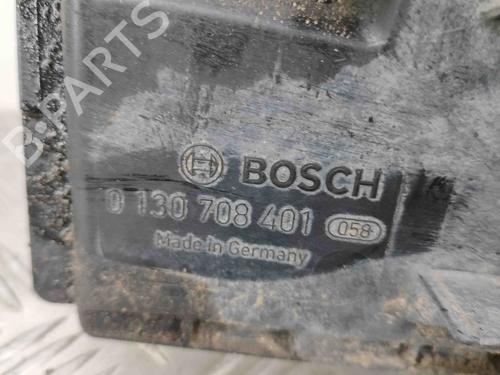 B-PARTS
BOSCH
0 130 708 401 058
Made in Germany